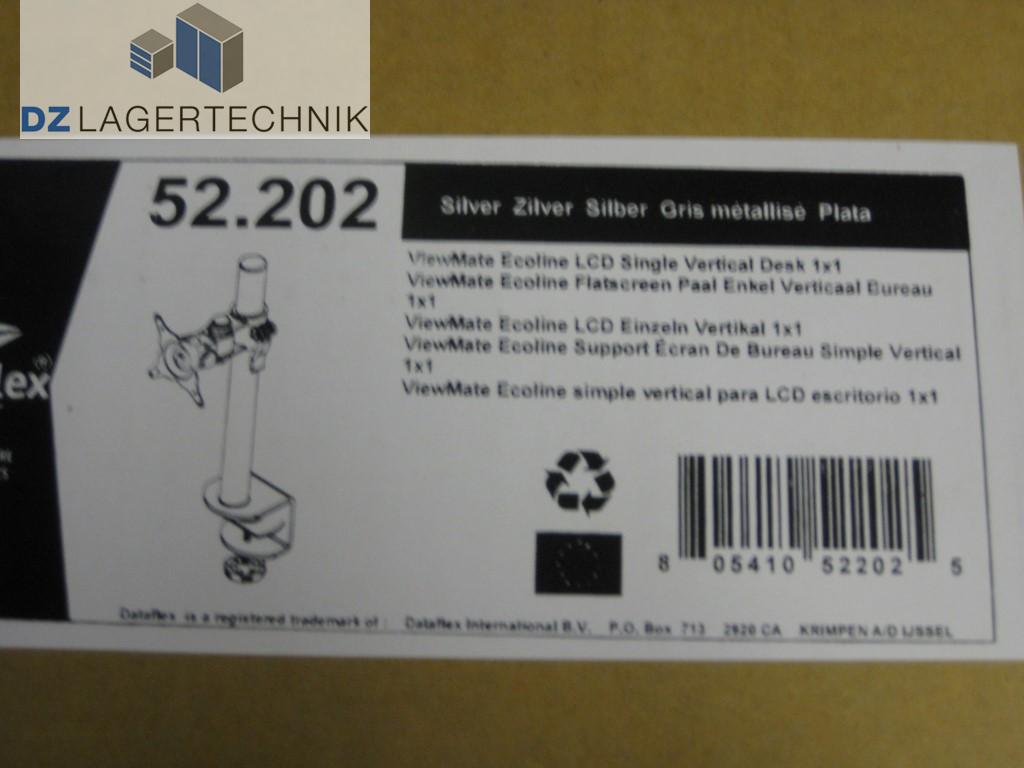 DZ LAGERTECHNIK
52.202
Silver Zilver Silber Gris métallisé Plata
ViewMate Ecoline LCD Single Vertical Desk 1x1
ViewMate Ecoline Flatscreen Paal Enkel Verticaal Bureau
1x1
ViewMate Ecoline LCD Einzeln Vertikal 1x1
ViewMate Ecoline Support Écran De Bureau Simple Vertical
1x1
ViewMate Ecoline simple vertical para LCD escritorio 1x1
lex®
8 05410 52202 5
Dataflex is a registered trademark of : Dataflex International B.V. P.O. Box 713 2920 CA KRIMPEN A/D IJSSEL